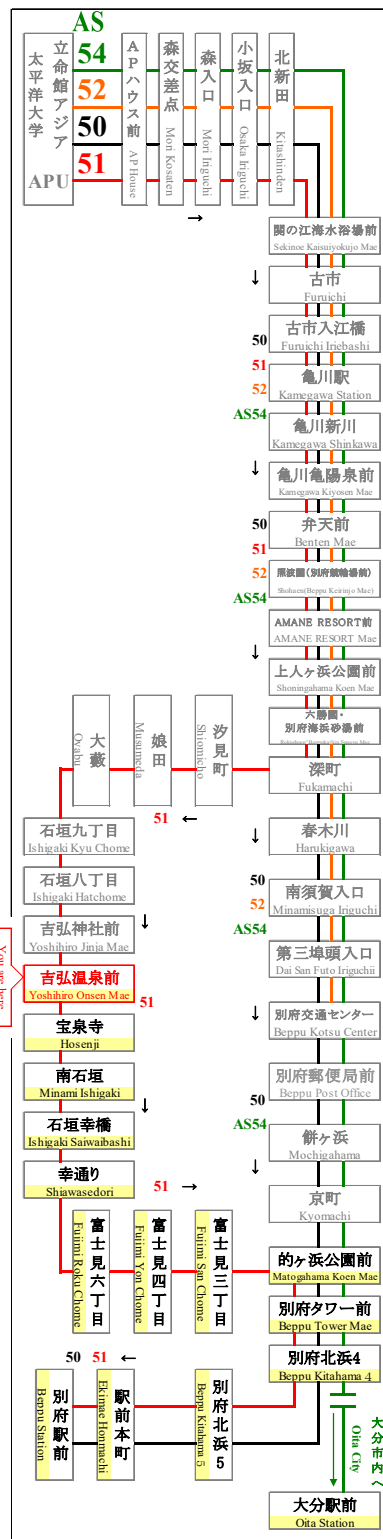 AS
54
52
50
51
立命館アジア
太平洋大学
APU
APハウス前
AP House
森交差点
Mori Kosaten
森入口
Mori Iriguchi
小坂入口
Osaka Iriguchi
北新田
Kitashinden
→
関の江海水浴場前
Sekinoe Kaisuiyokujo Mae
↓
古市
Furuichi
古市入江橋
Furuichi Iriebashi
50
51
52
AS54
亀川駅
Kamegawa Station
亀川新川
Kamegawa Shinkawa
↓
亀川亀陽泉前
Kamegawa Kiyosen Mae
50
51
52
AS54
弁天前
Benten Mae
照波園(別府競輪場前)
Shohaen(Beppu Keirinjo Mae)
AMANE RESORT前
AMANE RESORT Mae
↓
上人ヶ浜公園前
Shoningahama Koen Mae
六勝園・
別府海浜砂湯前
深町
Fukamachi
汐見町
Shiomicho
娘田
Musumeda
大藪
Oyabu
51
←
石垣九丁目
Ishigaki Kyu Chome
石垣八丁目
Ishigaki Hatchome
吉弘神社前
Yoshihiro Jinja Mae
↓
吉弘温泉前
Yoshihiro Onsen Mae
You are here
51
宝泉寺
Hosenji
南石垣
Minami Ishigaki
石垣幸橋
Ishigaki Saiwaibashi
↓
幸通り
Shiawasedori
51
→
↓
春木川
Harukigawa
50
52
AS54
南須賀入口
Minamisuga Iriguchi
第三埠頭入口
Dai San Futo Iriguchii
↓
別府交通センター
Beppu Kotsu Center
別府郵便局前
Beppu Post Office
50
AS54
餅ヶ浜
Mochigahama
↓
京町
Kyomachi
富士見六丁目
Fujimi Roku Chome
富士見四丁目
Fujimi Yon Chome
富士見三丁目
Fujimi San Chome
的ヶ浜公園前
Matogahama Koen Mae
別府タワー前
Beppu Tower Mae
別府北浜4
Beppu Kitahama 4
50
51
←
別府駅前
Beppu Station
駅前本町
Ekimae Honmachi
別府北浜5
Beppu Kitahama 5
大分市内へ
Oita City
↓
大分駅前
Oita Station